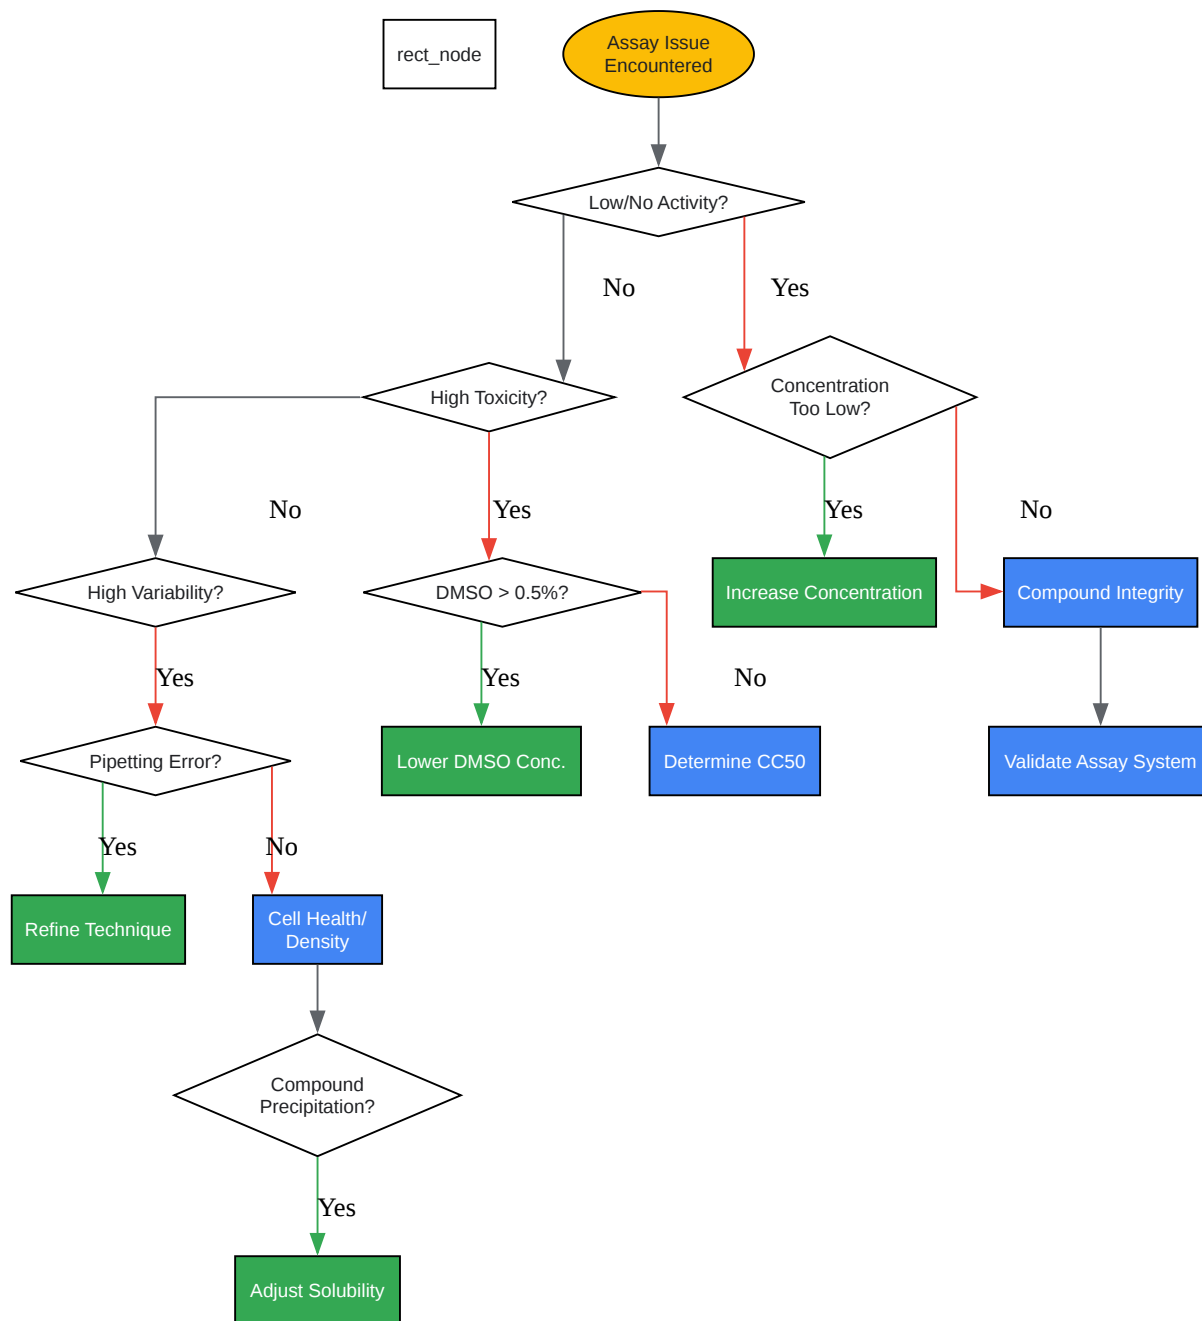 rect_node
Assay Issue
Encountered
Low/No Activity?
No
Yes
High Toxicity?
Concentration
Too Low?
No
Yes
Yes
No
High Variability?
DMSO > 0.5%?
Increase Concentration
Compound Integrity
Yes
Yes
No
Pipetting Error?
Lower DMSO Conc.
Determine CC50
Validate Assay System
Yes
No
Refine Technique
Cell Health/
Density
Compound
Precipitation?
Yes
Adjust Solubility